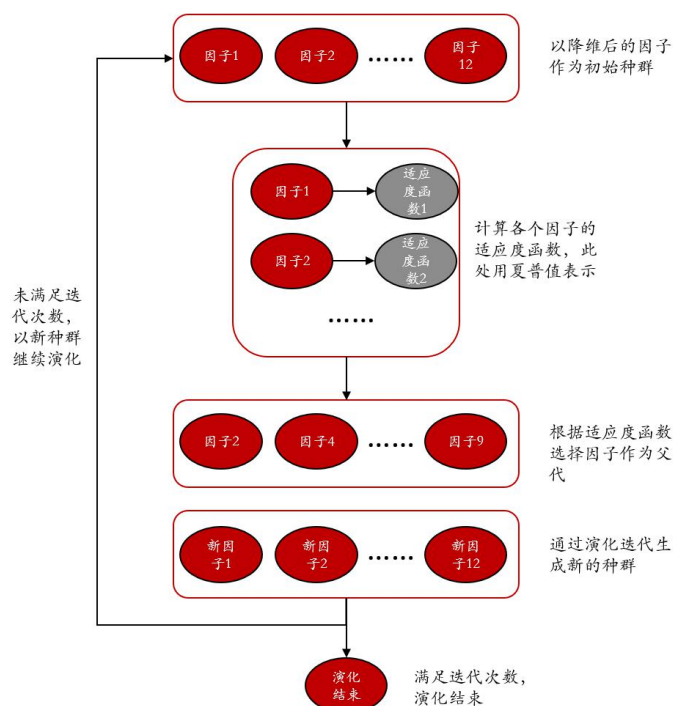 因子1
因子2
……
因子
12
以降维后的因子
作为初始种群
因子1
适应
度函
数1
因子2
适应
度函
数2
……
计算各个因子的
适应度函数，此
处用夏普值表示
未满足迭
代次数，
以新种群
继续演化
因子2
因子4
……
因子9
根据适应度函数
选择因子作为父
代
新因
子1
新因
子2
……
新因
子12
通过演化迭代生
成新的种群
演化
结束
满足迭代次数，
演化结束